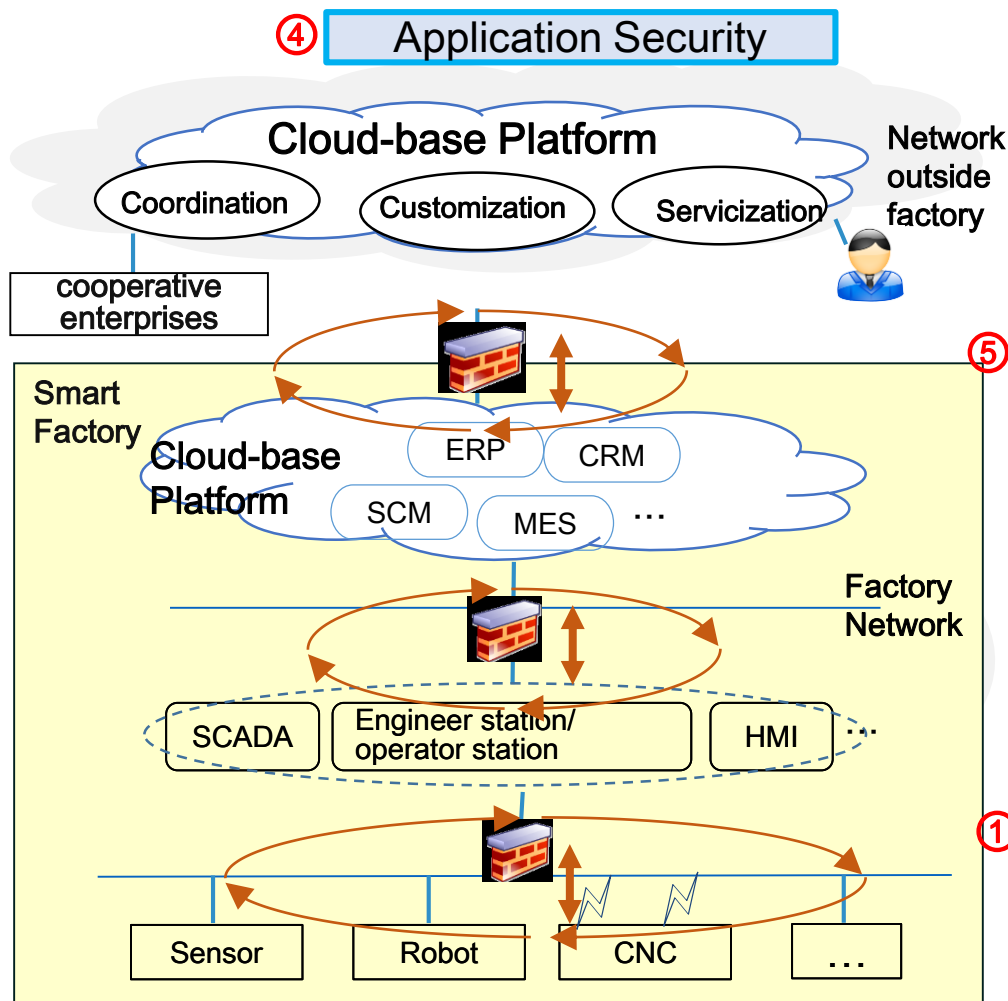 ④ Application Security
Cloud-base Platform
Network
outside
factory
Coordination
Customization
Servicization
cooperative
enterprises
⑤
Smart
Factory
ERP
CRM
Cloud-base
Platform
SCM
MES
...
Factory
Network
SCADA
Engineer station/
operator station
HMI
...
①
Sensor
Robot
CNC
...